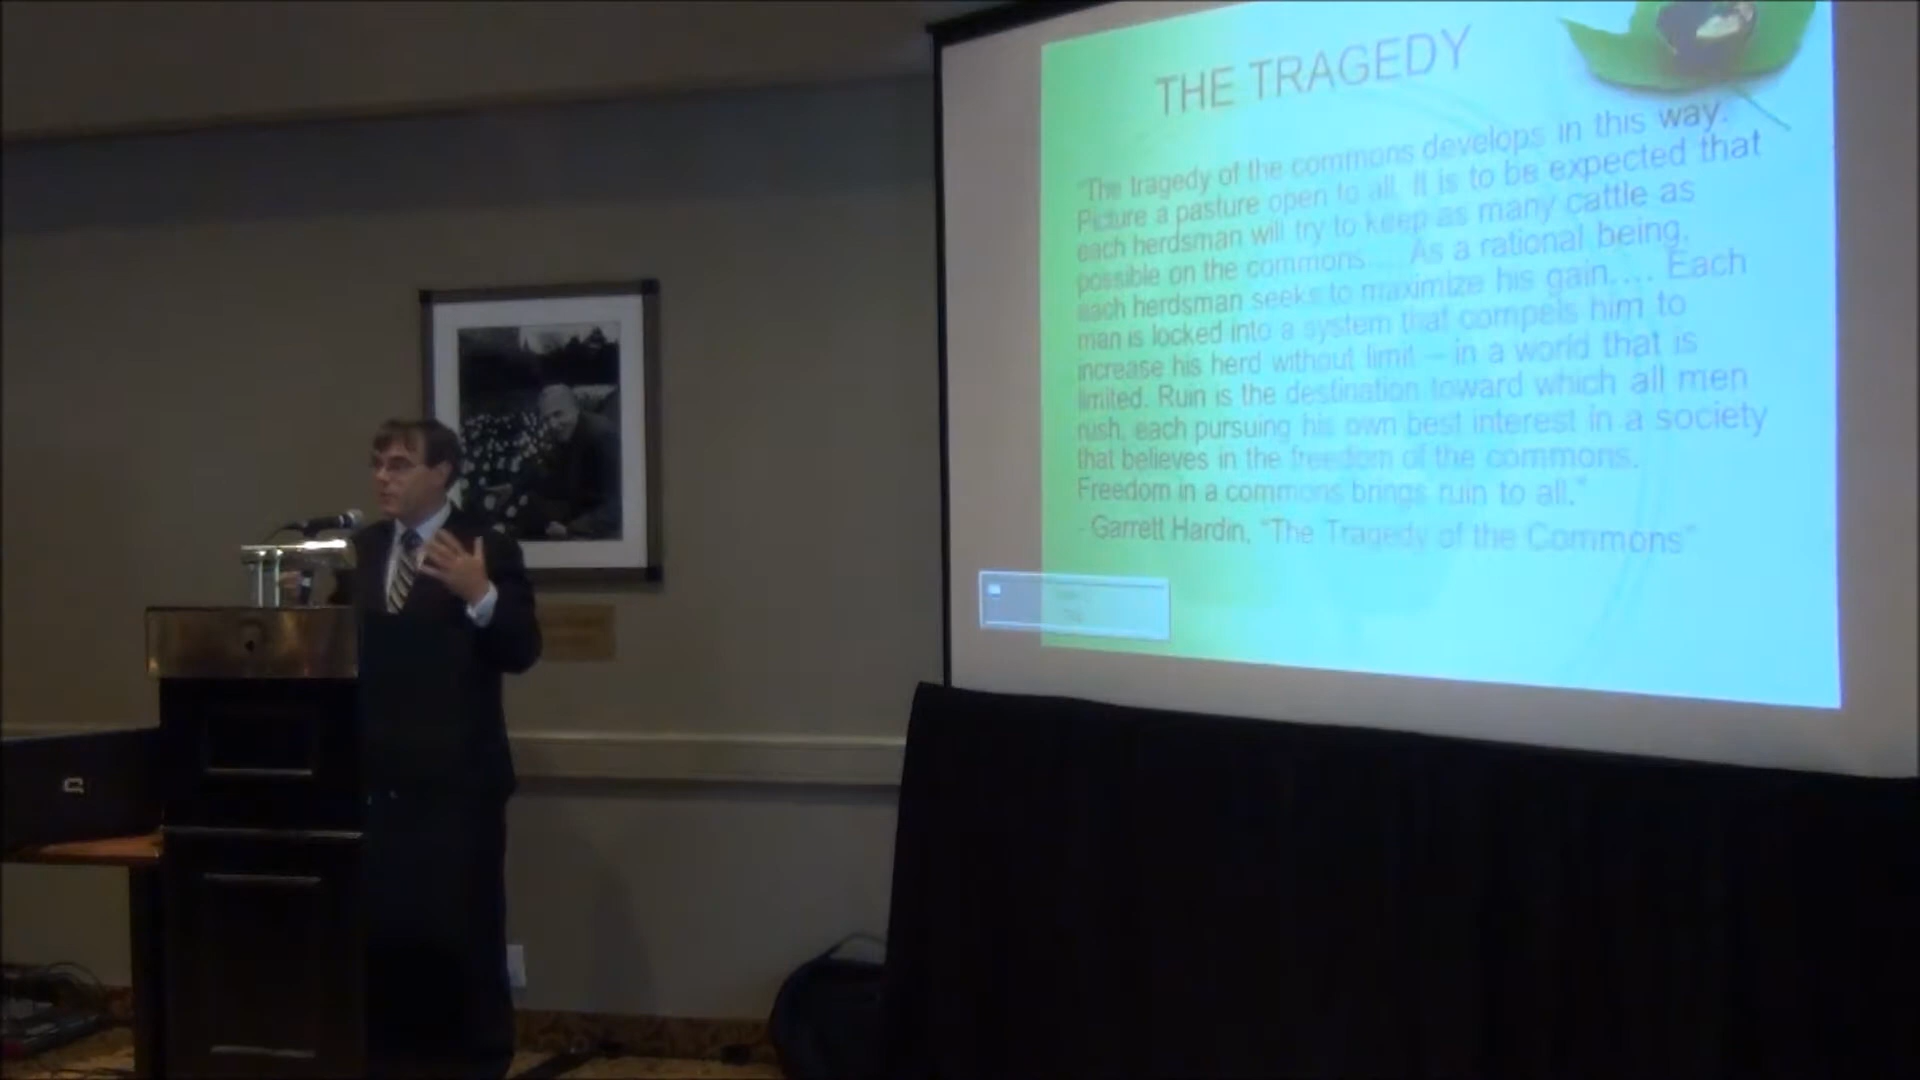 THE TRAGEDY
"The tragedy of the commons develops in this way.
Picture a pasture open to all. It is to be expected that
each herdsman will try to keep as many cattle as
possible on the commons.... As a rational being,
each herdsman seeks to maximize his gain.... Each
man is locked into a system that compels him to
increase his herd without limit – in a world that is
limited. Ruin is the destination toward which all men
rush, each pursuing his own best interest in a society
that believes in the freedom of the commons.
Freedom in a commons brings ruin to all."
- Garrett Hardin, "The Tragedy of the Commons"